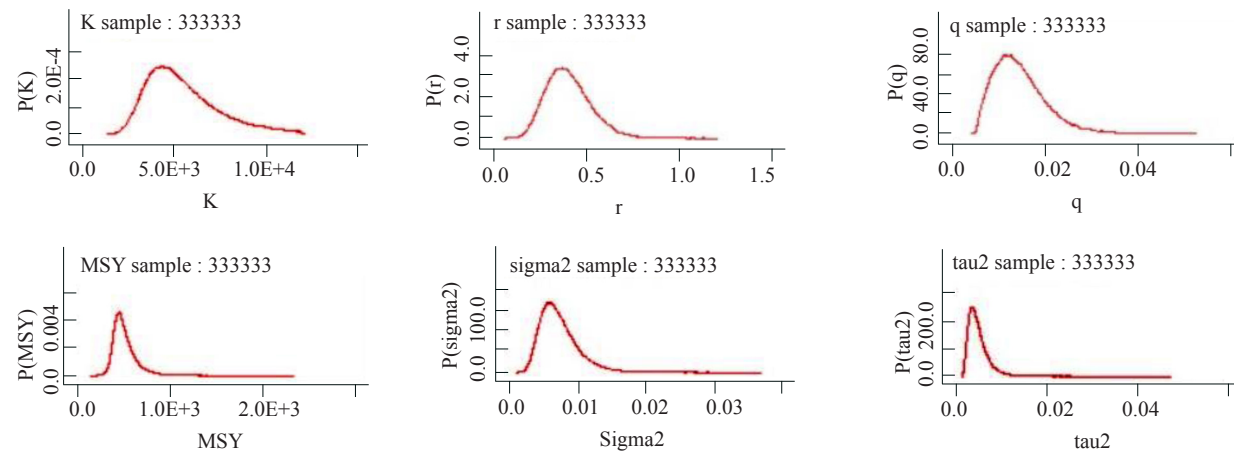 K sample : 333333
P(K)
0.0 2.0E-4
0.0 5.0E+3 1.0E+4
K
r sample : 333333
P(r)
0.0 2.0 4.0
0.0 0.5 1.0 1.5
r
q sample : 333333
P(q)
0.0 40.0 80.0
0.0 0.02 0.04
q
MSY sample : 333333
P(MSY)
0.0 0.004
0.0 1.0E+3 2.0E+3
MSY
sigma2 sample : 333333
P(sigma2)
0.0 100.0
0.0 0.01 0.02 0.03
Sigma2
tau2 sample : 333333
P(tau2)
0.0 200.0
0.0 0.02 0.04
tau2